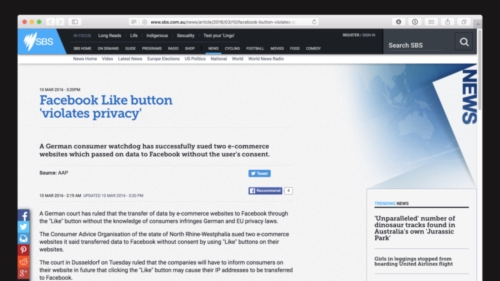 www.sbs.com.au/news/article/2016/03/10/facebook-button-violates-
SBS
IN FOCUS Long Reads Life Indigenous Sexuality Test your 'Lingo'
REGISTER / SIGN IN
Search SBS
SBS HOME ON DEMAND GUIDE PROGRAMS RADIO SHOP NEWS CYCLING FOOTBALL MOVIES FOOD COMEDY
News Home Video Latest News Europe Elections US Politics National World World News Radio
NEWS
10 MAR 2016 - 5:20PM
Facebook Like button
'violates privacy'
A German consumer watchdog has successfully sued two e-commerce
websites which passed on data to Facebook without the user's consent.
Source: AAP
Tweet
Recommend
10 MAR 2016 - 2:19 AM UPDATED 10 MAR 2016 - 5:20 PM
A German court has ruled that the transfer of data by e-commerce websites to Facebook through
the "Like" button without the knowledge of consumers infringes German and EU privacy laws.
The Consumer Advice Organisation of the state of North Rhine-Westphalia sued two e-commerce
websites it said transferred data to Facebook without consent by using "Like" buttons on their
websites.
The court in Dusseldorf on Tuesday ruled that the companies will have to inform consumers on
their website in future that clicking the "Like" button may cause their IP addresses to be transferred
to Facebook.
TRENDING NEWS
'Unparalleled' number of
dinosaur tracks found in
Australia's own 'Jurassic
Park'
Girls in leggings stopped from
boarding United Airlines flight